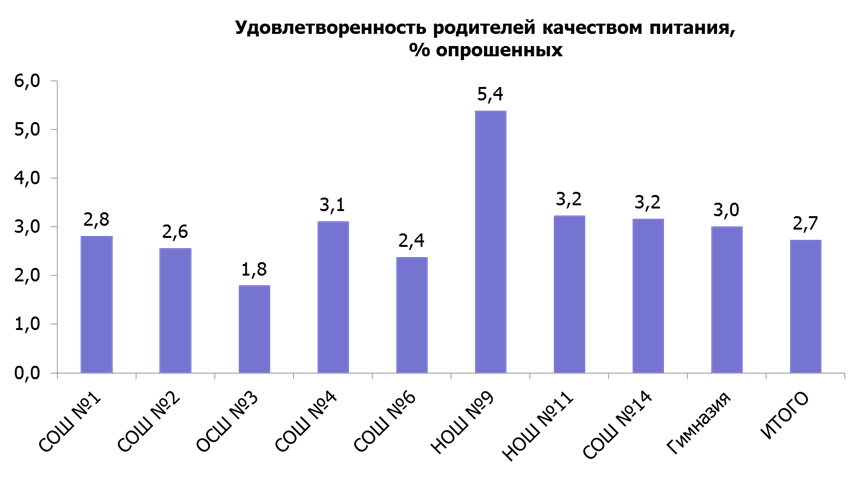 Удовлетворенность родителей качеством питания,
% опрошенных
6,0
5,0
4,0
3,0
2,0
1,0
0,0
2,8
2,6
1,8
3,1
2,4
5,4
3,2
3,2
3,0
2,7
СОШ №1
СОШ №2
ОСШ №3
СОШ №4
СОШ №6
НОШ №9
НОШ №11
СОШ №14
Гимназия
ИТОГО